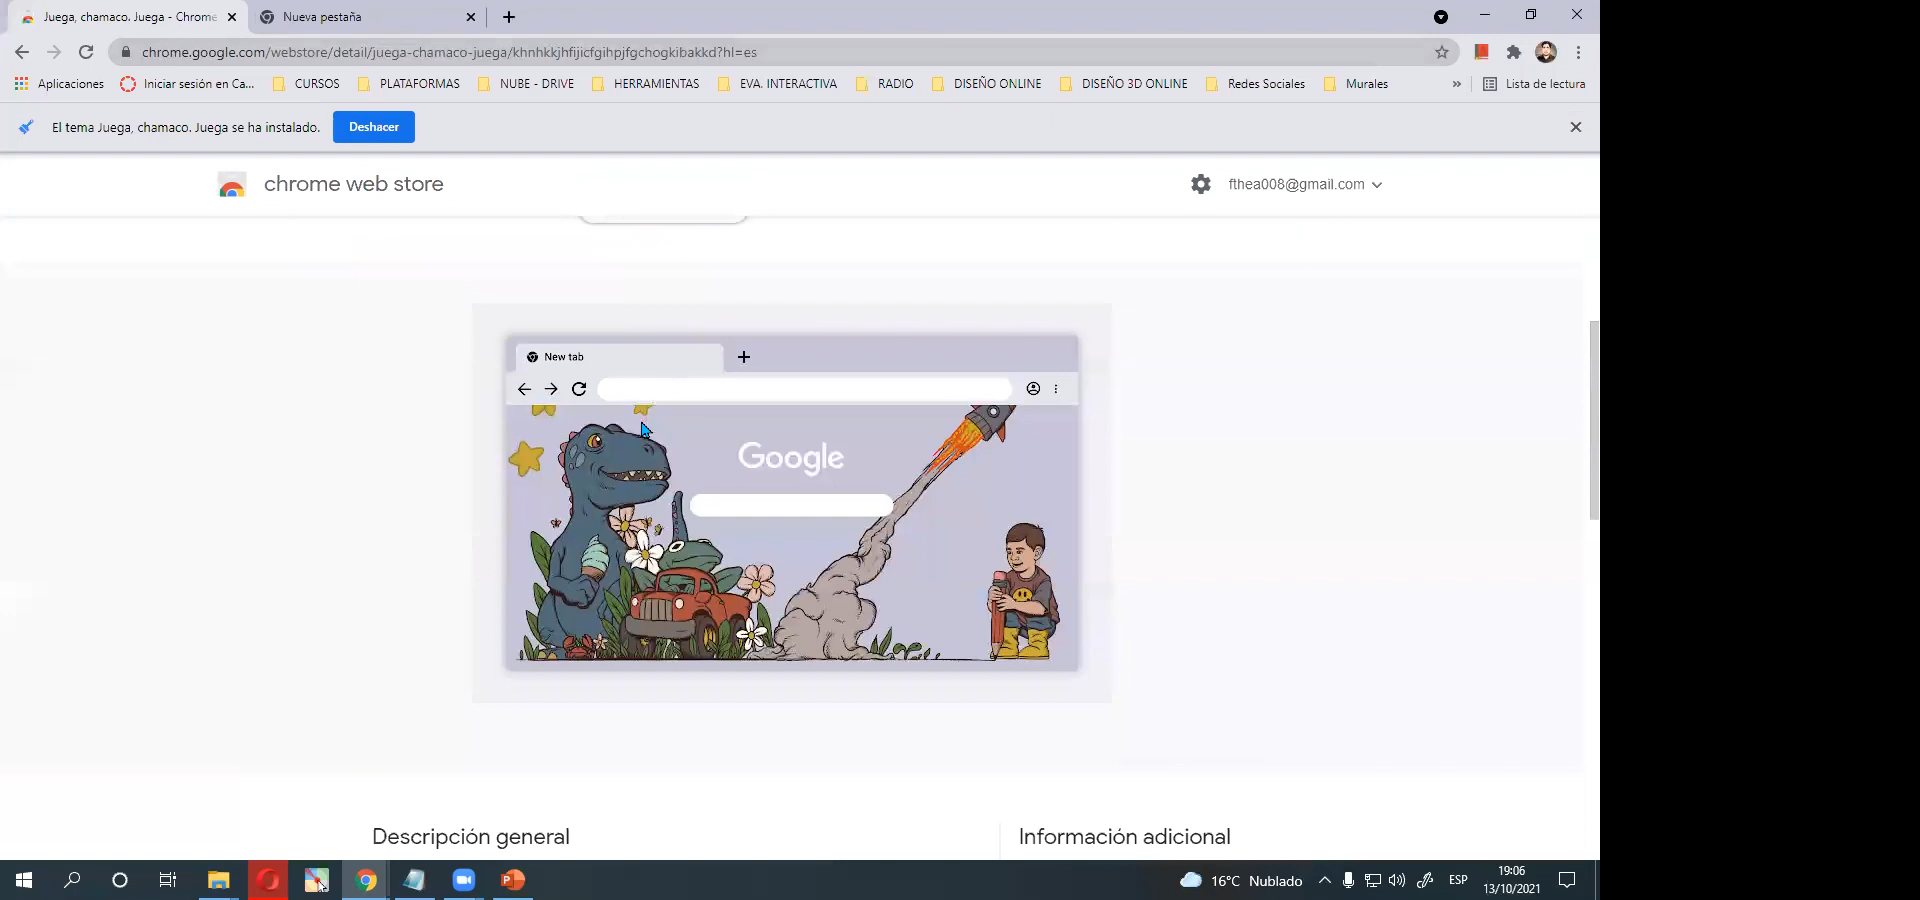 Juega, chamaco. Juega - Chrome
Nueva pestaña
chrome.google.com/webstore/detail/juega-chamaco-juega/khnhkkjhfijicfgihpjfgchogkibakkd?hl=es
Aplicaciones
Iniciar sesión en Ca...
CURSOS
PLATAFORMAS
NUBE - DRIVE
HERRAMIENTAS
EVA. INTERACTIVA
RADIO
DISEÑO ONLINE
DISEÑO 3D ONLINE
Redes Sociales
Murales
»
Lista de lectura
El tema Juega, chamaco. Juega se ha instalado.
Deshacer
chrome web store
fthea008@gmail.com
New tab
Google
Descripción general
Información adicional
16°C Nublado
ESP
19:06
13/10/2021